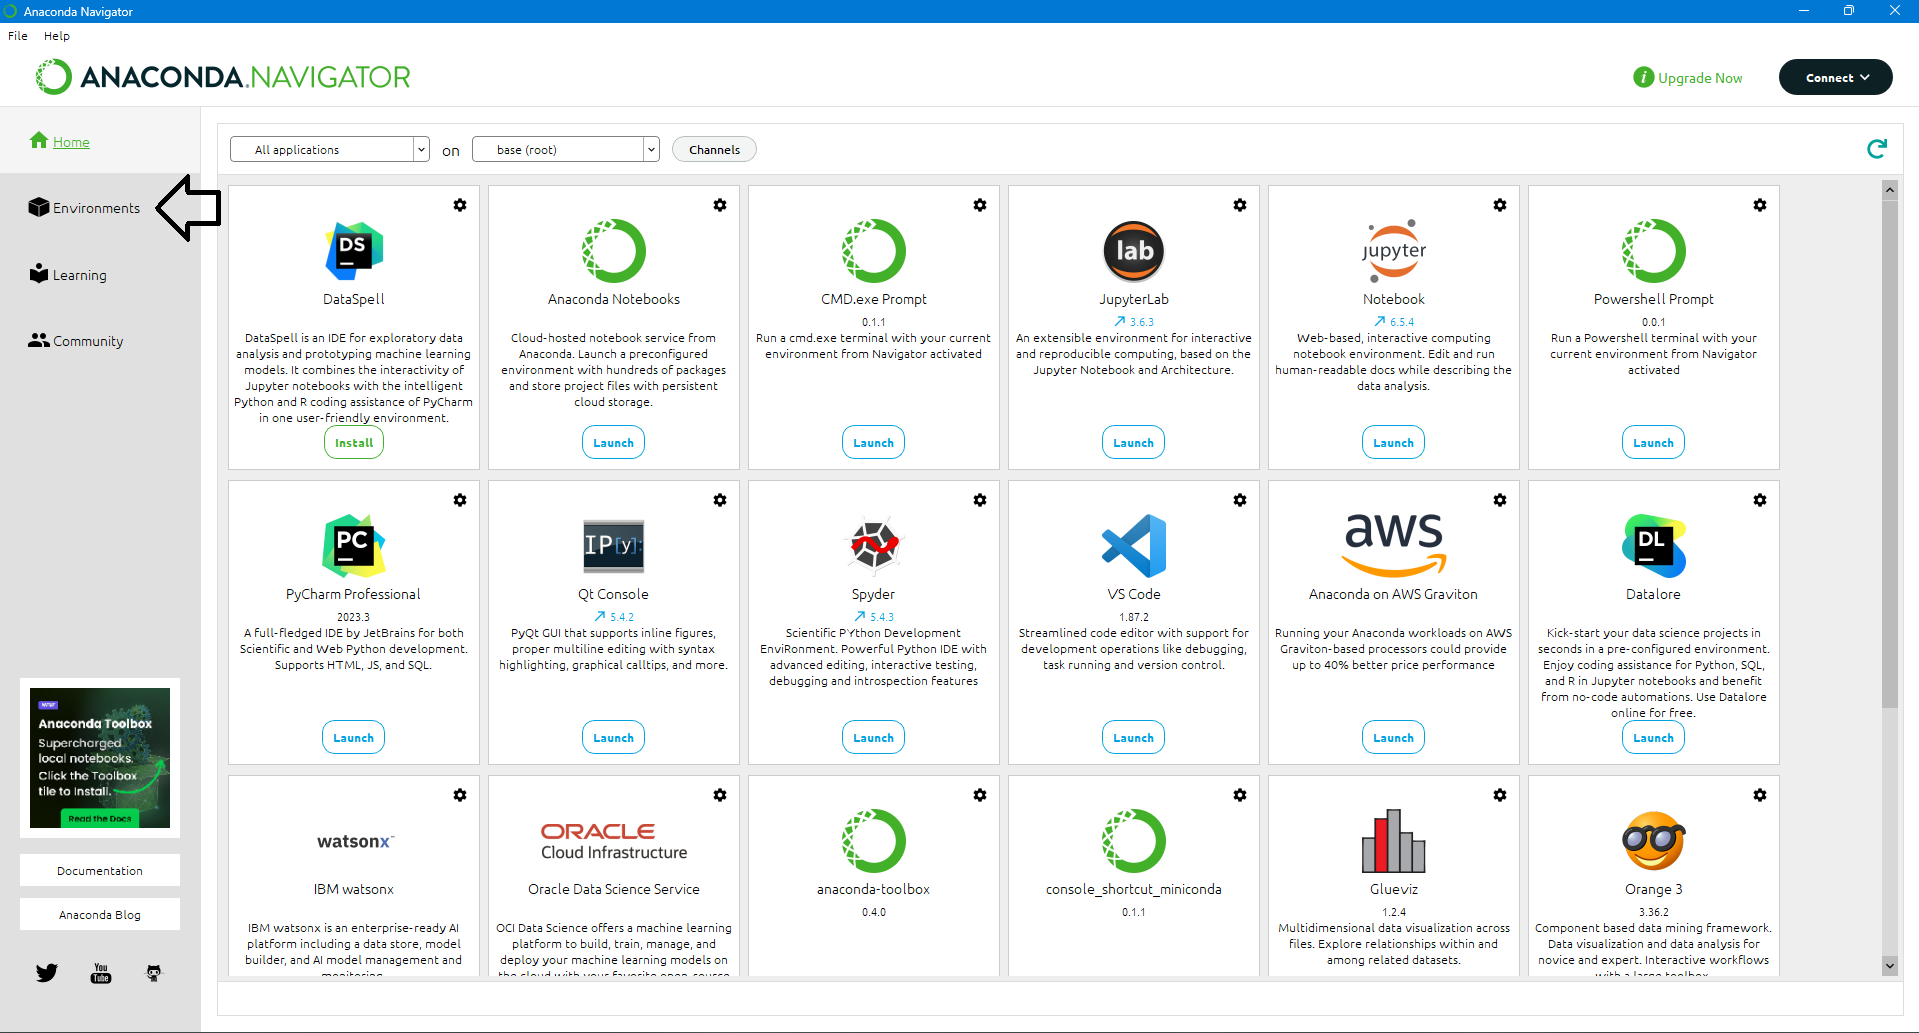 Anaconda Navigator
File Help
ANACONDA.NAVIGATOR
Upgrade Now
Connect
Home
Environments
Learning
Community
All applications
on
base (root)
Channels
DS
DataSpell
DataSpell is an IDE for exploratory data
analysis and prototyping machine learning
models. It combines the interactivity of
Jupyter notebooks with the intelligent
Python and R coding assistance of PyCharm
in one user-friendly environment.
Install
Anaconda Notebooks
Cloud-hosted notebook service from
Anaconda. Launch a preconfigured
environment with hundreds of packages
and store project files with persistent
cloud storage.
Launch
CMD.exe Prompt
0.1.1
Run a cmd.exe terminal with your current
environment from Navigator activated
Launch
lab
JupyterLab
3.6.3
An extensible environment for interactive
and reproducible computing, based on the
Jupyter Notebook and Architecture.
Launch
jupyter
Notebook
6.5.4
Web-based, interactive computing
notebook environment. Edit and run
human-readable docs while describing the
data analysis.
Launch
Powershell Prompt
0.0.1
Run a Powershell terminal with your
current environment from Navigator
activated
Launch
PC
PyCharm Professional
2023.3
A full-fledged IDE by JetBrains for both
Scientific and Web Python development.
Supports HTML, JS, and SQL.
Launch
IP[y]:
Qt Console
5.4.2
PyQt GUI that supports inline figures,
proper multiline editing with syntax
highlighting, graphical calltips, and more.
Launch
Spyder
5.4.3
Scientific PYthon Development
EnviRonment. Powerful Python IDE with
advanced editing, interactive testing,
debugging and introspection features
Launch
VS Code
1.87.2
Streamlined code editor with support for
development operations like debugging,
task running and version control.
Launch
aws
Anaconda on AWS Graviton
Running your Anaconda workloads on AWS
Graviton-based processors could provide
up to 40% better price performance
Launch
DL
Datalore
Kick-start your data science projects in
seconds in a pre-configured environment.
Enjoy coding assistance for Python, SQL,
and R in Jupyter notebooks and benefit
from no-code automations. Use Datalore
online for free.
Launch
watsonx
IBM watsonx
IBM watsonx is an enterprise-ready AI
platform including a data store, model
builder, and AI model management and
monitoring.
ORACLE
Cloud Infrastructure
Oracle Data Science Service
OCI Data Science offers a machine learning
platform to build, train, manage, and
deploy your machine learning models on
the cloud with your favorite open-source
anaconda-toolbox
0.4.0
console_shortcut_miniconda
0.1.1
Glueviz
1.2.4
Multidimensional data visualization across
files. Explore relationships within and
among related datasets.
Orange 3
3.36.2
Component based data mining framework.
Data visualization and data analysis for
novice and expert. Interactive workflows
with a large toolbox.
NEW
Anaconda Toolbox
Supercharged
local notebooks.
Click the Toolbox
tile to Install.
Read the Docs
Documentation
Anaconda Blog
You
Tube